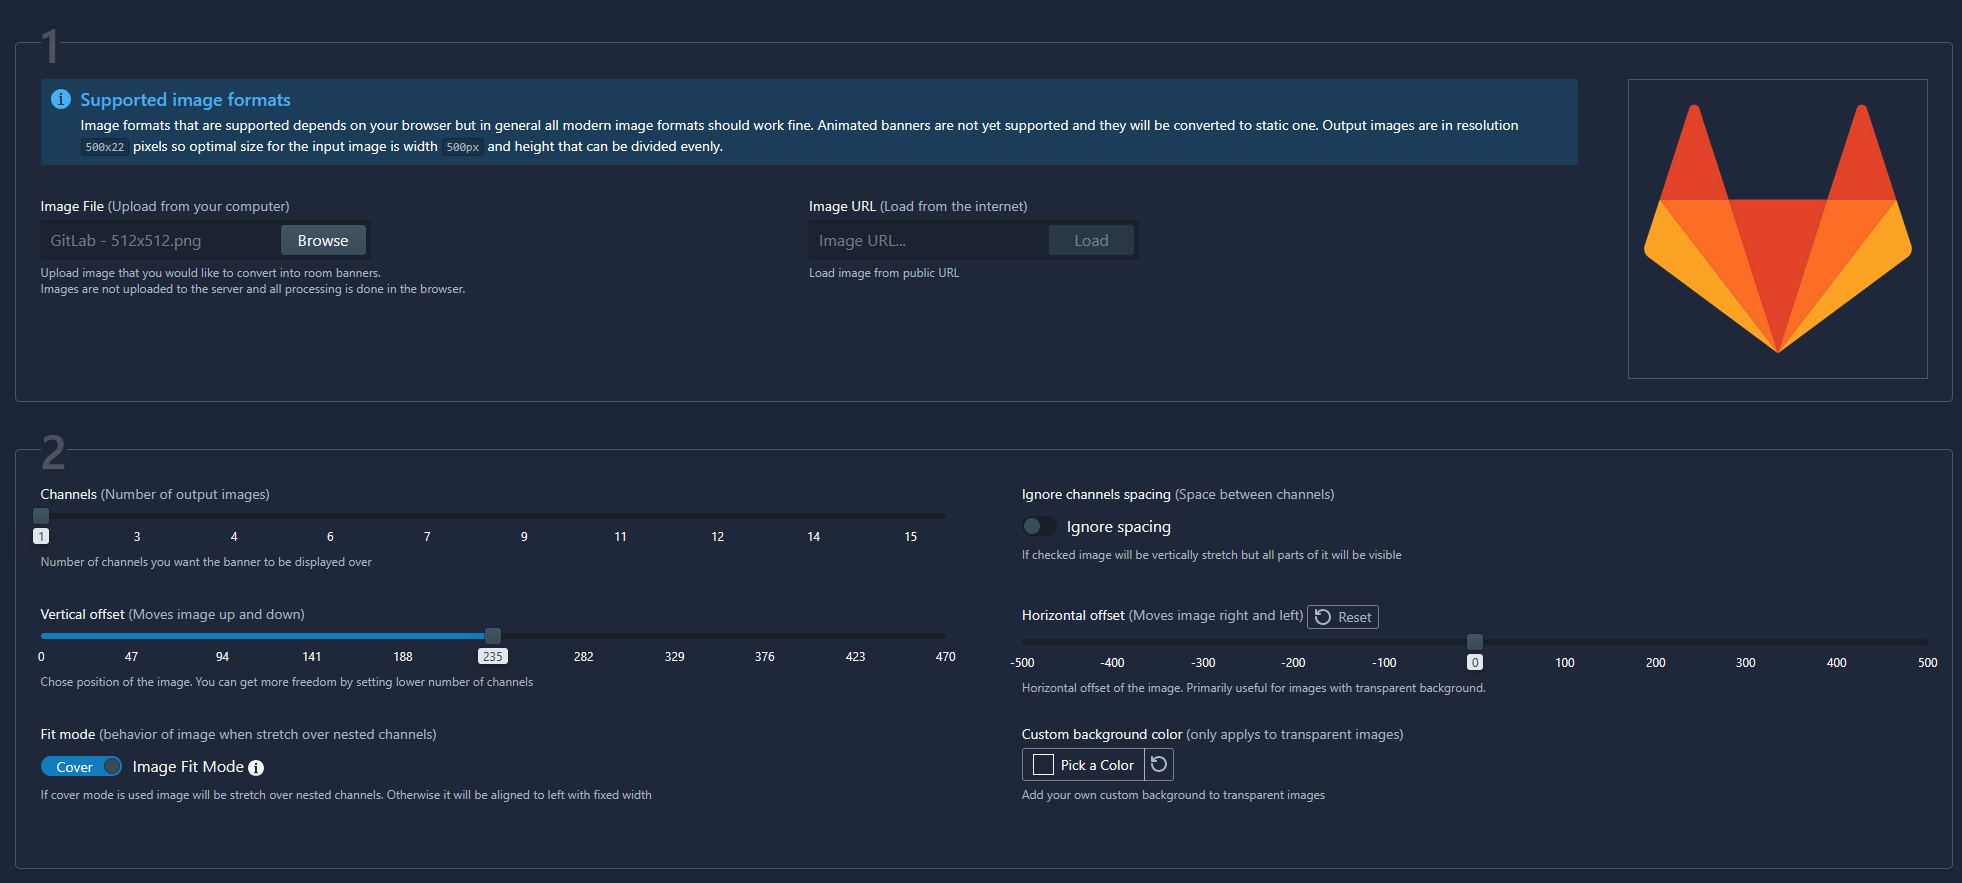 1
Supported image formats
Image formats that are supported depends on your browser but in general all modern image formats should work fine. Animated banners are not yet supported and they will be converted to static one. Output images are in resolution
500x22 pixels so optimal size for the input image is width 500px and height that can be divided evenly.
Image File (Upload from your computer)
GitLab - 512x512.png Browse
Upload image that you would like to convert into room banners.
Images are not uploaded to the server and all processing is done in the browser.
Image URL (Load from the internet)
Image URL... Load
Load image from public URL
2
Channels (Number of output images)
1 3 4 6 7 9 11 12 14 15
Number of channels you want the banner to be displayed over
Ignore channels spacing (Space between channels)
Ignore spacing
If checked image will be vertically stretch but all parts of it will be visible
Vertical offset (Moves image up and down)
0 47 94 141 188 235 282 329 376 423 470
Chose position of the image. You can get more freedom by setting lower number of channels
Horizontal offset (Moves image right and left) Reset
-500 -400 -300 -200 -100 0 100 200 300 400 500
Horizontal offset of the image. Primarily useful for images with transparent background.
Fit mode (behavior of image when stretch over nested channels)
Cover Image Fit Mode
If cover mode is used image will be stretch over nested channels. Otherwise it will be aligned to left with fixed width
Custom background color (only applys to transparent images)
Pick a Color
Add your own custom background to transparent images